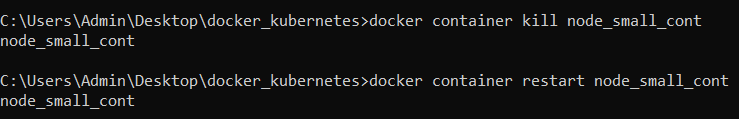 C:\Users\Admin\Desktop\docker_kubernetes>docker container kill node_small_cont
node_small_cont
C:\Users\Admin\Desktop\docker_kubernetes>docker container restart node_small_cont
node_small_cont